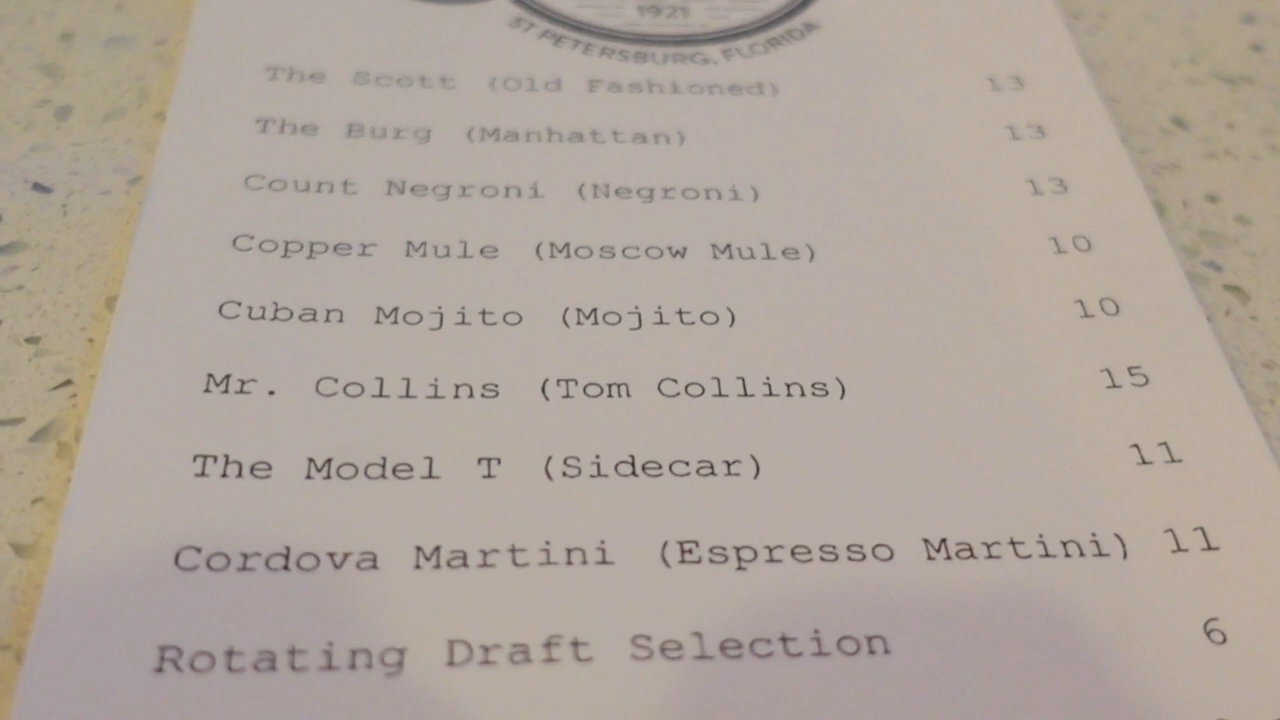 1921
ST PETERSBURG, FLORIDA
The Scott (Old Fashioned) 13
The Burg (Manhattan) 13
Count Negroni (Negroni) 13
Copper Mule (Moscow Mule) 10
Cuban Mojito (Mojito) 10
Mr. Collins (Tom Collins) 15
The Model T (Sidecar) 11
Cordova Martini (Espresso Martini) 11
Rotating Draft Selection 6